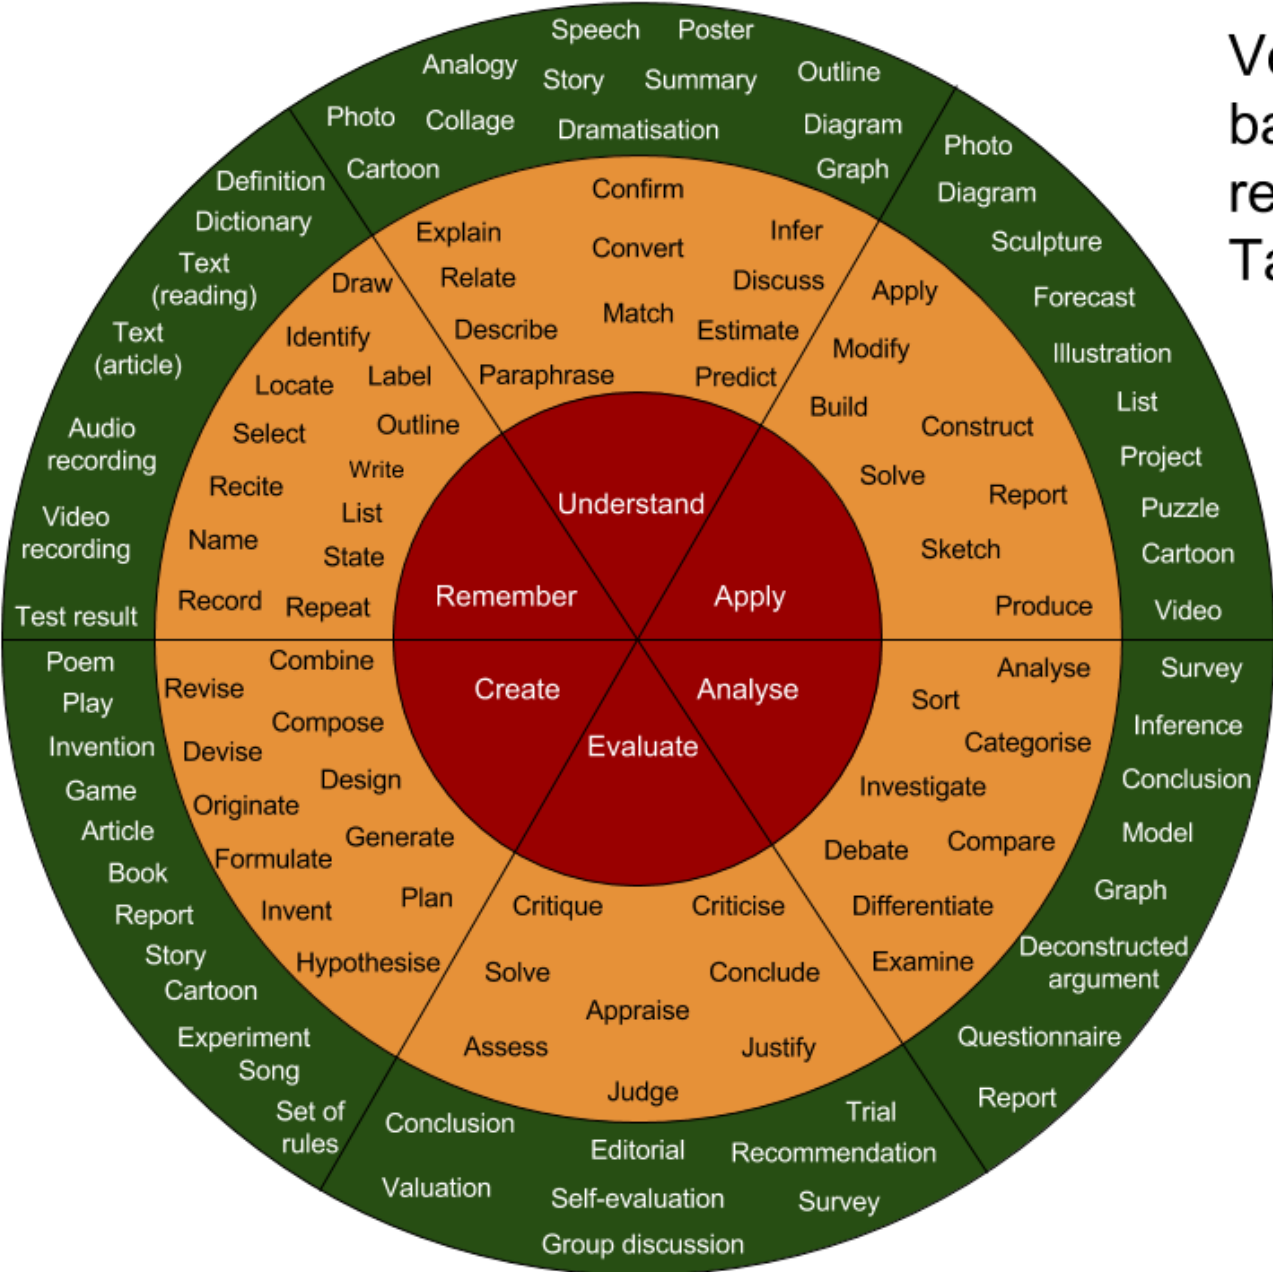 Speech
Poster
Analogy
Story
Summary
Outline
Photo
Collage
Dramatisation
Diagram
Cartoon
Graph
Confirm
Explain
Convert
Infer
Relate
Discuss
Describe
Match
Estimate
Paraphrase
Predict
Understand
Photo
Diagram
Sculpture
Forecast
Illustration
List
Project
Puzzle
Cartoon
Video
Apply
Modify
Build
Construct
Solve
Report
Sketch
Produce
Apply
Survey
Inference
Conclusion
Model
Graph
Deconstructed
argument
Questionnaire
Report
Analyse
Sort
Categorise
Investigate
Debate
Compare
Differentiate
Examine
Analyse
Evaluate
Critique
Criticise
Solve
Conclude
Appraise
Assess
Justify
Judge
Conclusion
Trial
Editorial
Recommendation
Valuation
Self-evaluation
Survey
Group discussion
Create
Combine
Revise
Compose
Devise
Design
Originate
Generate
Formulate
Plan
Invent
Hypothesise
Poem
Play
Invention
Game
Article
Book
Report
Story
Cartoon
Experiment
Song
Set of
rules
Remember
Draw
Identify
Label
Locate
Outline
Select
Write
Recite
List
Name
State
Record
Repeat
Definition
Dictionary
Text
(reading)
Text
(article)
Audio
recording
Video
recording
Test result